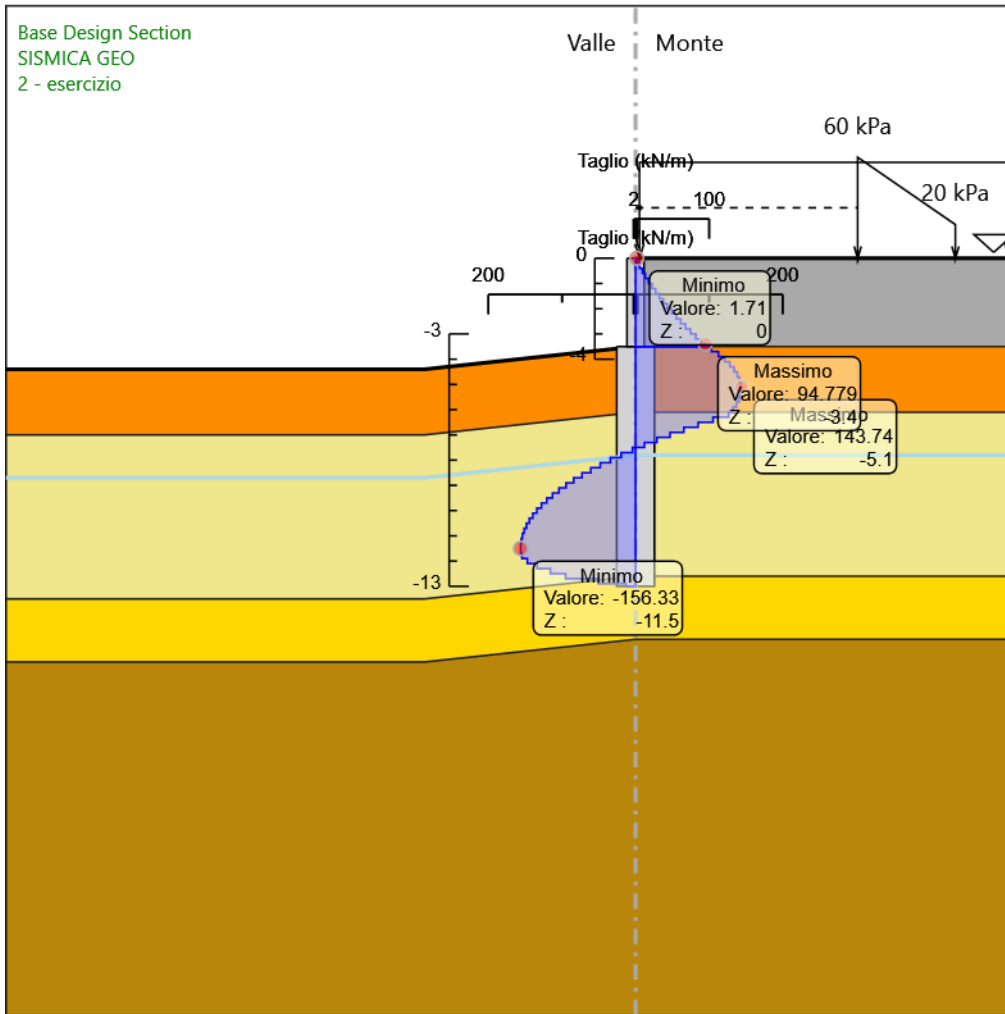 Base Design Section
SISMICA GEO
2 - esercizio
Valle
Monte
60 kPa
Taglio (kN/m)
20 kPa
2
100
Taglio (kN/m)
0
200
200
Minimo
Valore: 1.71
Z : 0
-3
-4
Massimo
Valore: 94.779
Z : -3.4
Massimo
Valore: 143.74
Z : -5.1
-13
Minimo
Valore: -156.33
Z : -11.5